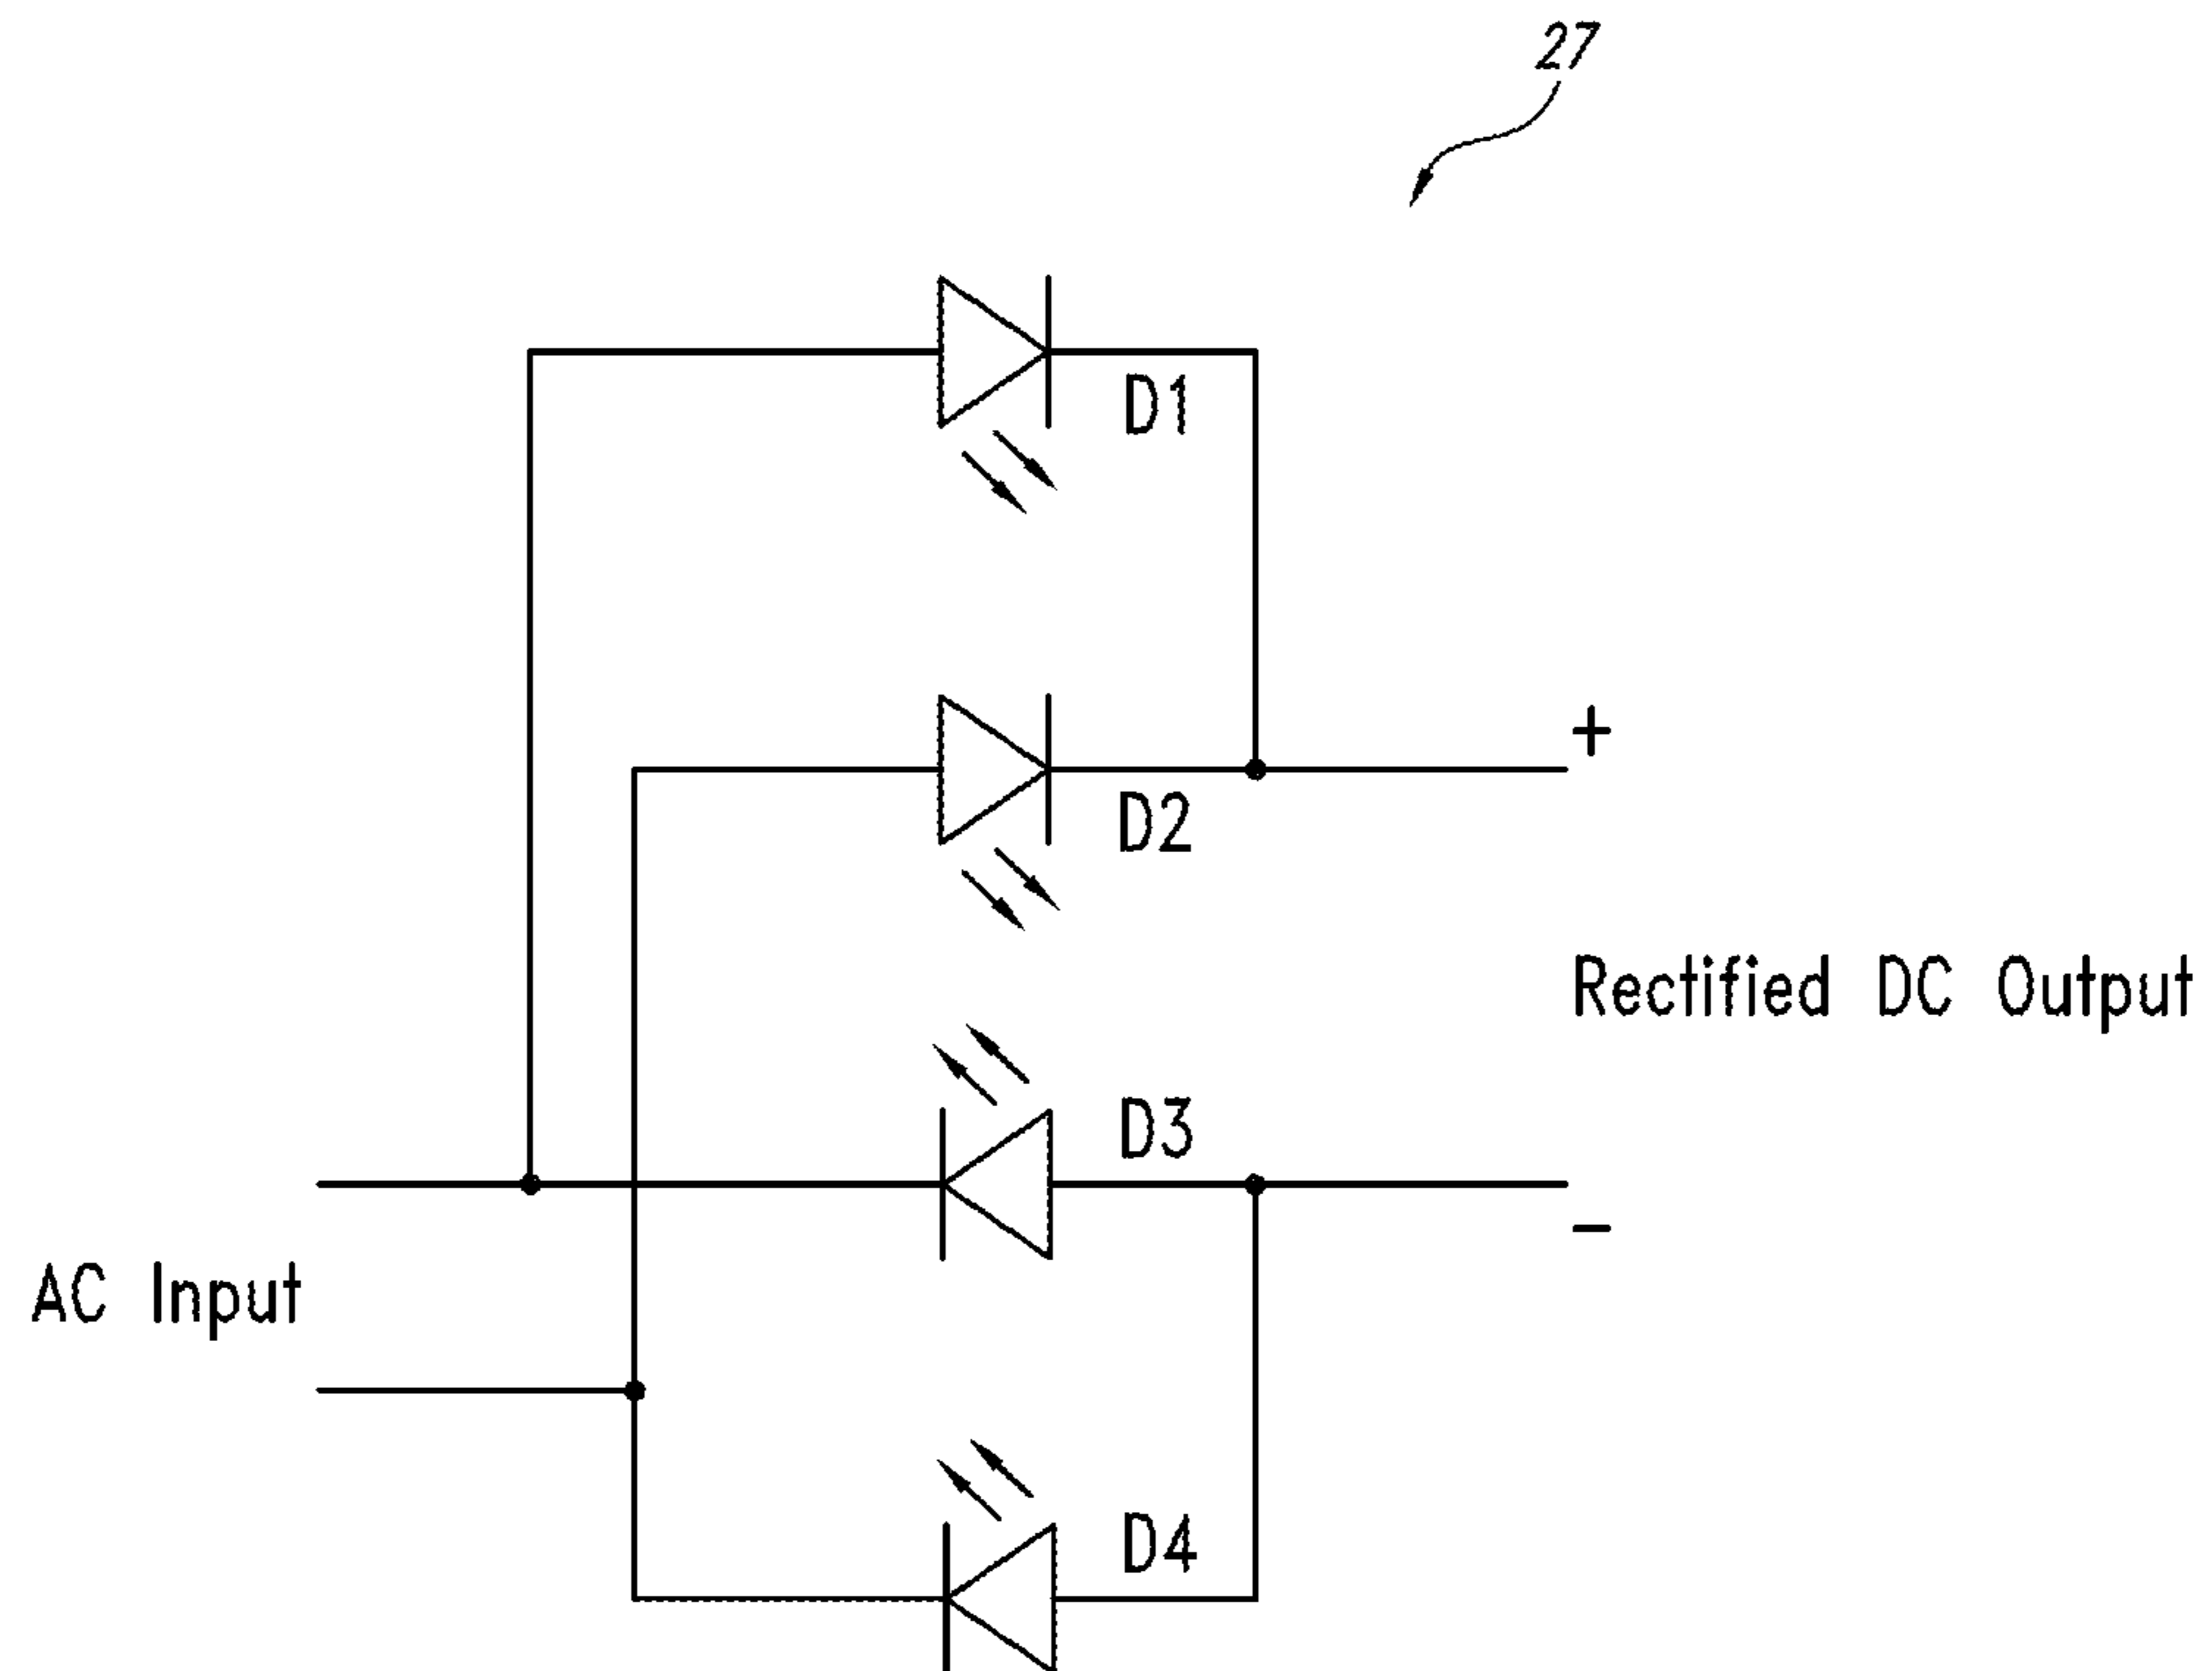 27
D1
+
D2
Rectified DC Output
D3
−
AC Input
D4